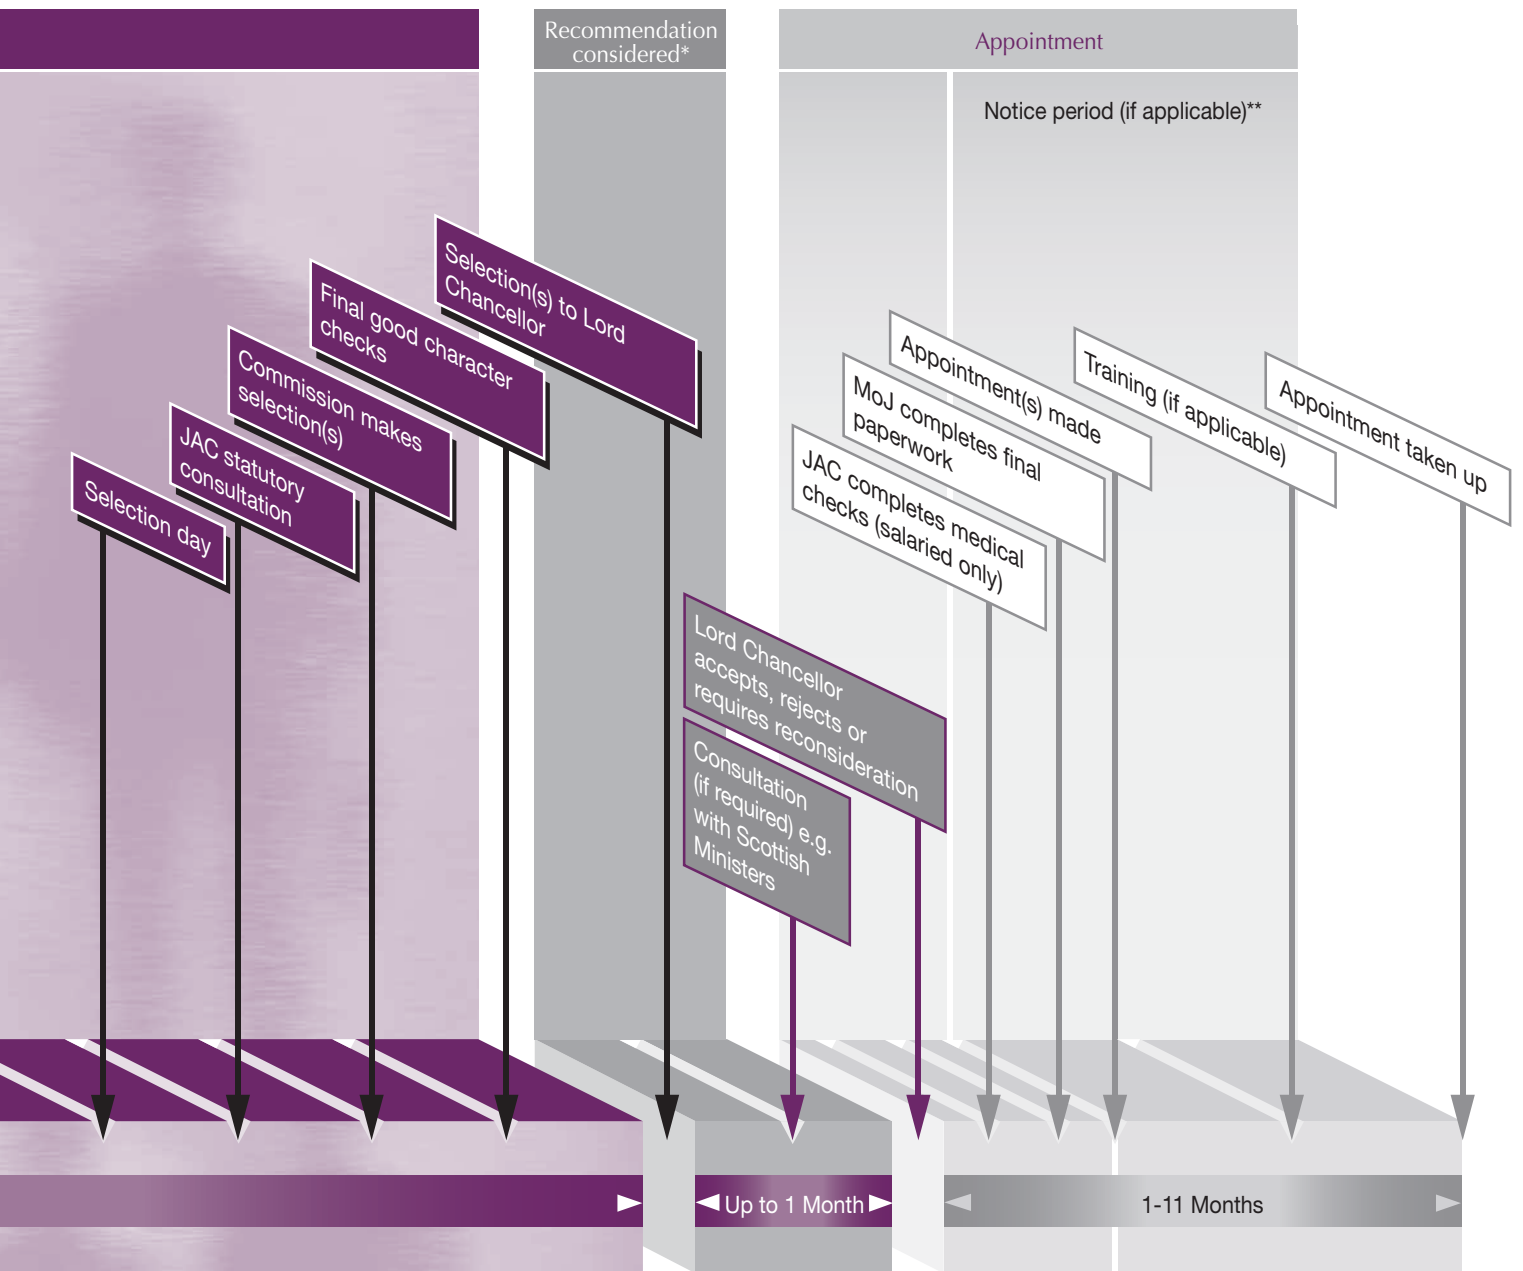 Recommendation
considered*
Appointment
Notice period (if applicable)**
Selection day
JAC statutory
consultation
Commission makes
selection(s)
Final good character
checks
Selection(s) to Lord
Chancellor
Lord Chancellor
accepts, rejects or
requires reconsideration
Consultation
(if required) e.g.
with Scottish
Ministers
JAC completes medical
checks (salaried only)
MoJ completes final
paperwork
Appointment(s) made
Training (if applicable)
Appointment taken up
Up to 1 Month
1-11 Months